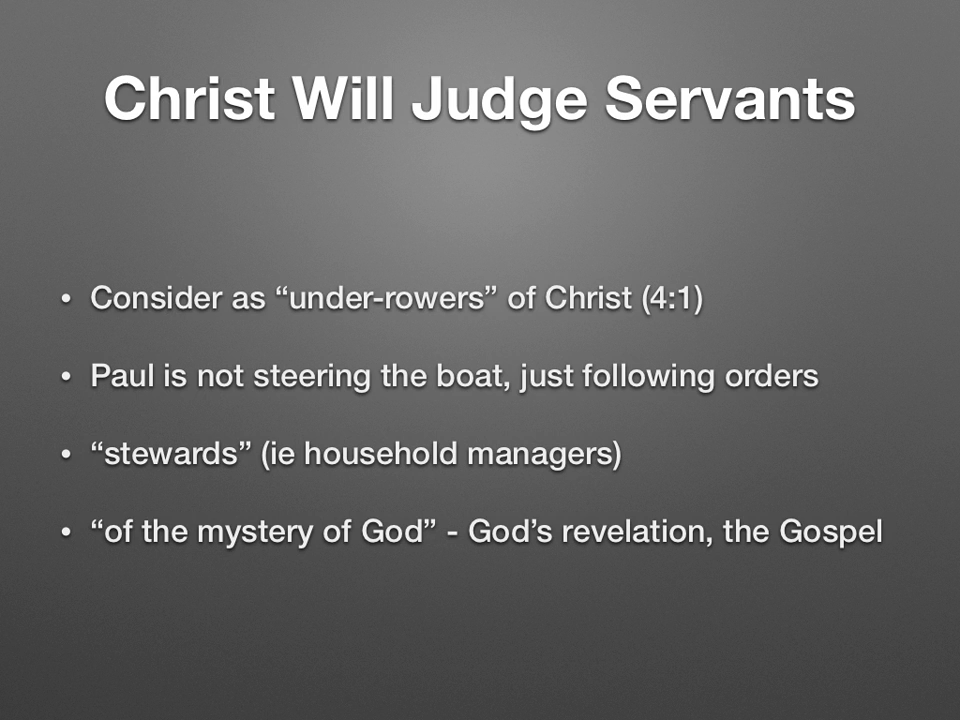 Christ Will Judge Servants
• Consider as “under-rowers” of Christ (4:1)
• Paul is not steering the boat, just following orders
• “stewards” (ie household managers)
• “of the mystery of God” - God’s revelation, the Gospel